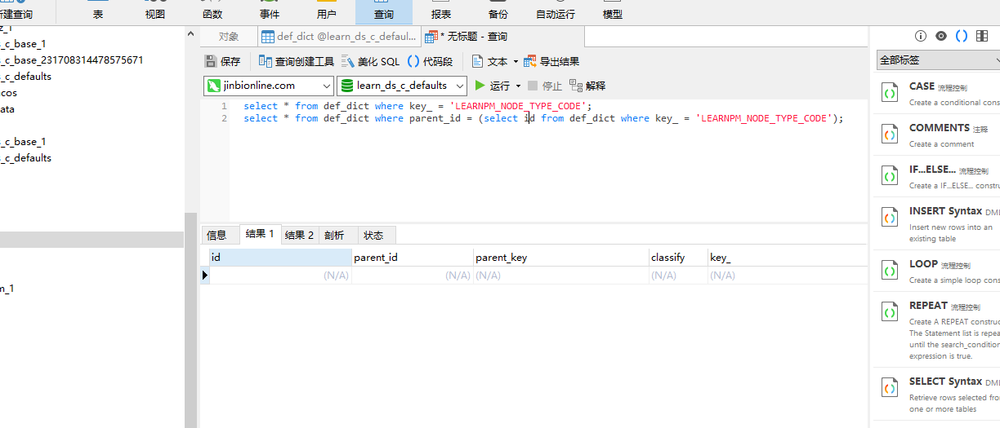 新建查询 表 视图 函数 事件 用户 查询 报表 备份 自动运行 模型
z_1
s_c_base_1
s_c_base_231708314478575671
s_c_defaults
icos
ata
s_c_base_1
s_c_defaults
m_1
对象 def_dict @learn_ds_c_defaul... * 无标题 - 查询
保存 查询创建工具 美化 SQL 代码段 文本 导出结果
jinbionline.com learn_ds_c_defaults 运行 停止 解释
1 select * from def_dict where key_ = 'LEARNPM_NODE_TYPE_CODE';
2 select * from def_dict where parent_id = (select id from def_dict where key_ = 'LEARNPM_NODE_TYPE_CODE');
信息 结果 1 结果 2 剖析 状态
id parent_id parent_key classify key_
(N/A) (N/A) (N/A) (N/A) (N/A)
全部标签
CASE 流程控制
Create a conditional cons
COMMENTS 注释
Create a comment
IF...ELSE... 流程控制
Create a IF...ELSE... constru
INSERT Syntax DM
Insert new rows into an
existing table
LOOP 流程控制
Create a simple loop cons
REPEAT 流程控制
Create A REPEAT construc
The Statement list is repea
until the search_condition
expression is true.
SELECT Syntax DM
Retrieve rows selected fro
one or more tables